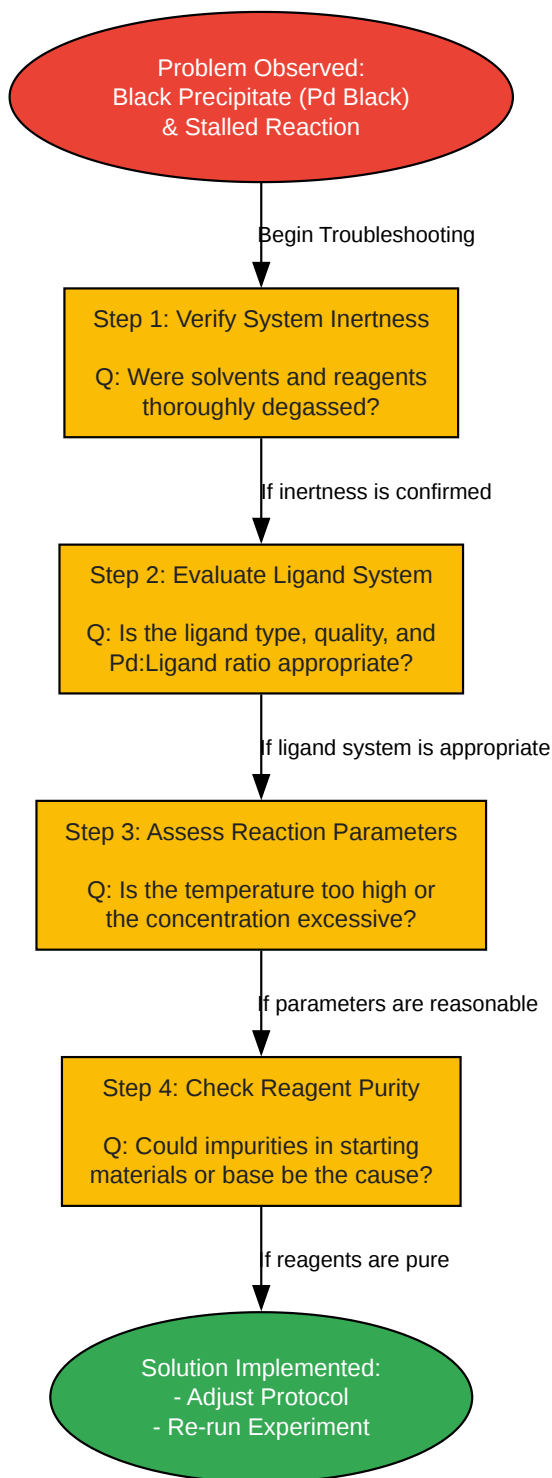 Problem Observed:
Black Precipitate (Pd Black)
& Stalled Reaction
Begin Troubleshooting
Step 1: Verify System Inertness
Q: Were solvents and reagents
thoroughly degassed?
If inertness is confirmed
Step 2: Evaluate Ligand System
Q: Is the ligand type, quality, and
Pd:Ligand ratio appropriate?
If ligand system is appropriate
Step 3: Assess Reaction Parameters
Q: Is the temperature too high or
the concentration excessive?
If parameters are reasonable
Step 4: Check Reagent Purity
Q: Could impurities in starting
materials or base be the cause?
If reagents are pure
Solution Implemented:
- Adjust Protocol
- Re-run Experiment